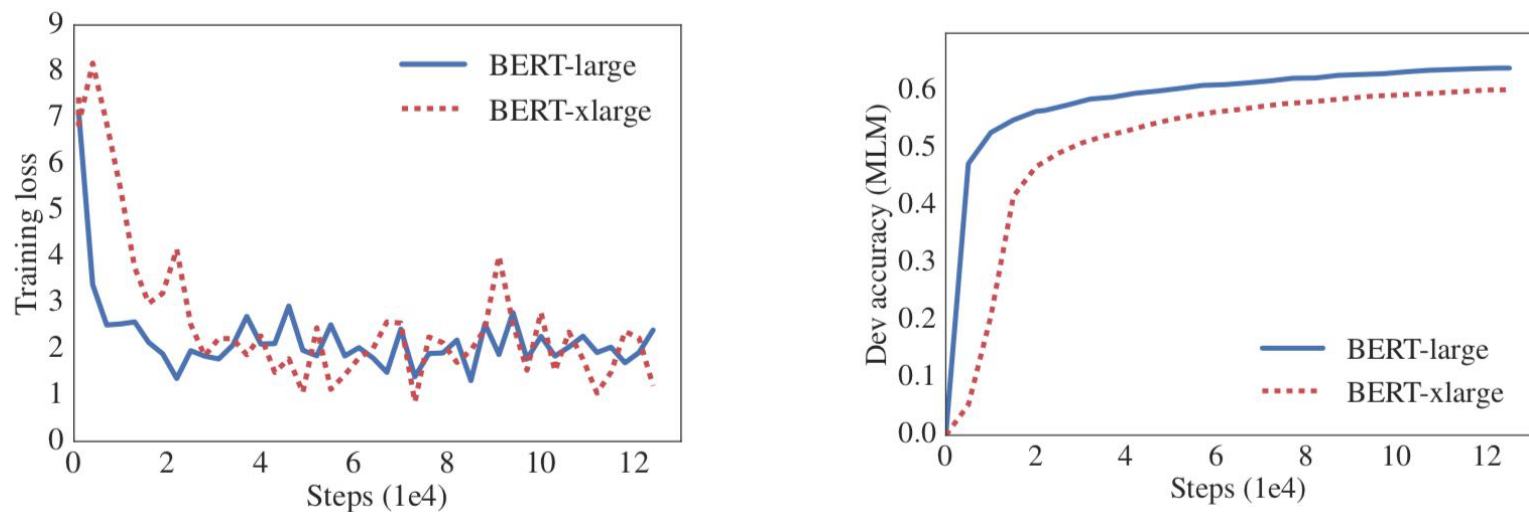 9
8
7
6
5
4
3
2
1
0
Training loss
BERT-large
BERT-xlarge
0 2 4 6 8 10 12
Steps (1e4)
0.6
0.5
0.4
0.3
0.2
0.1
0.0
Dev accuracy (MLM)
BERT-large
BERT-xlarge
0 2 4 6 8 10 12
Steps (1e4)